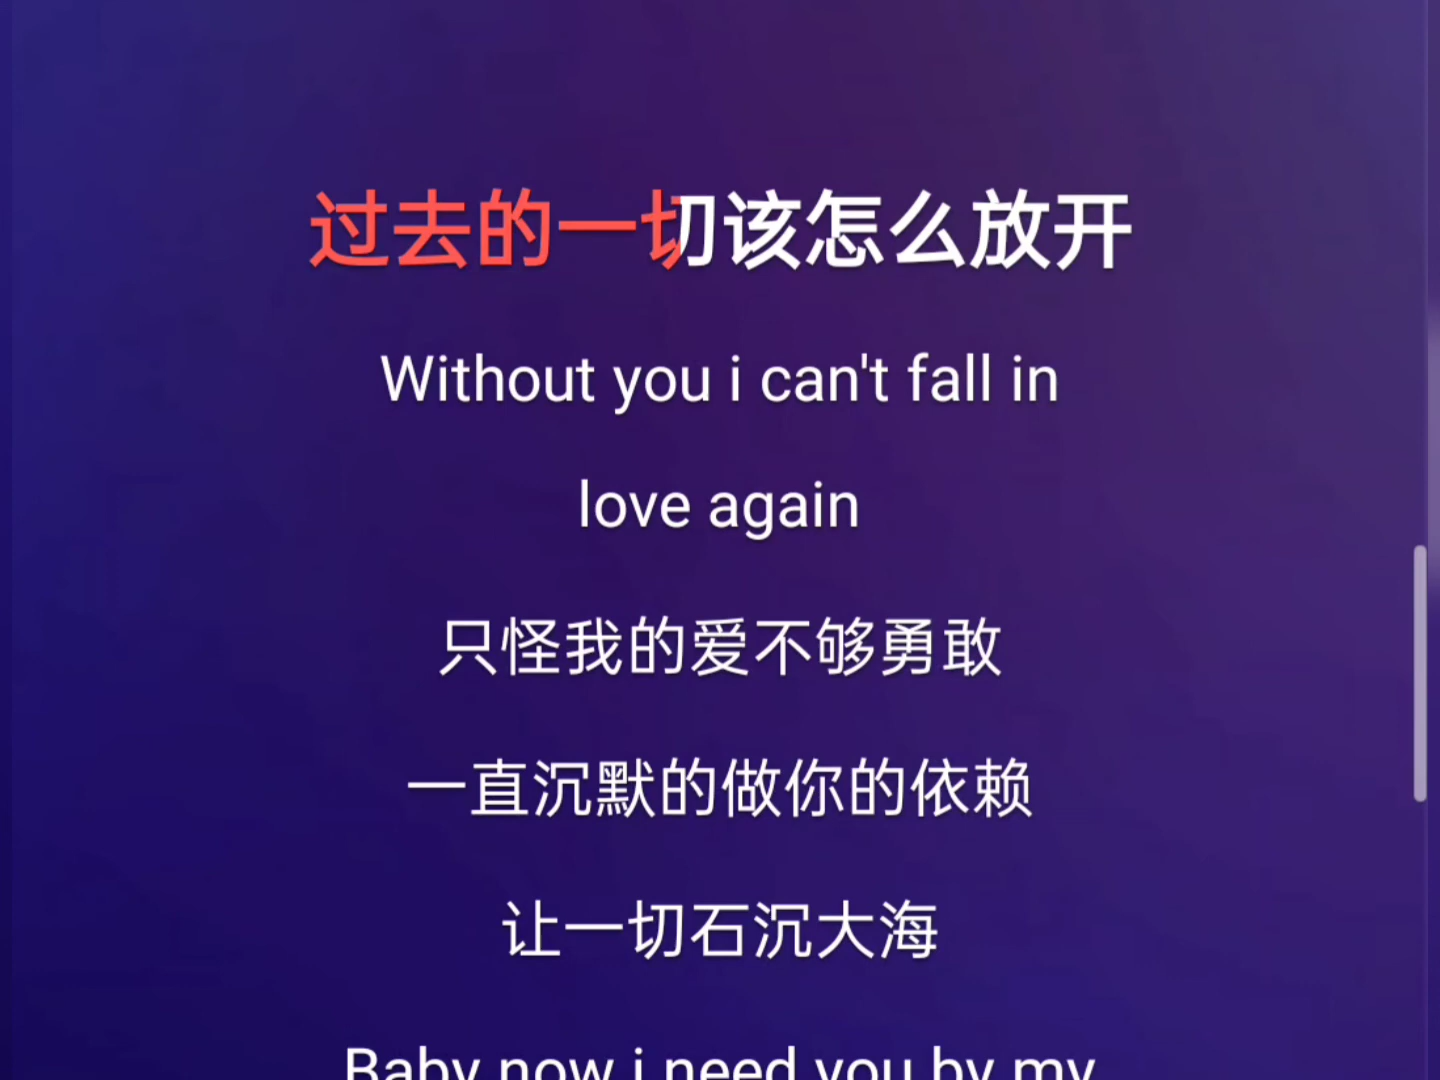 过去的一切该怎么放开
Without you i can't fall in
love again
只怪我的爱不够勇敢
一直沉默的做你的依赖
让一切石沉大海
Baby now i need you by my